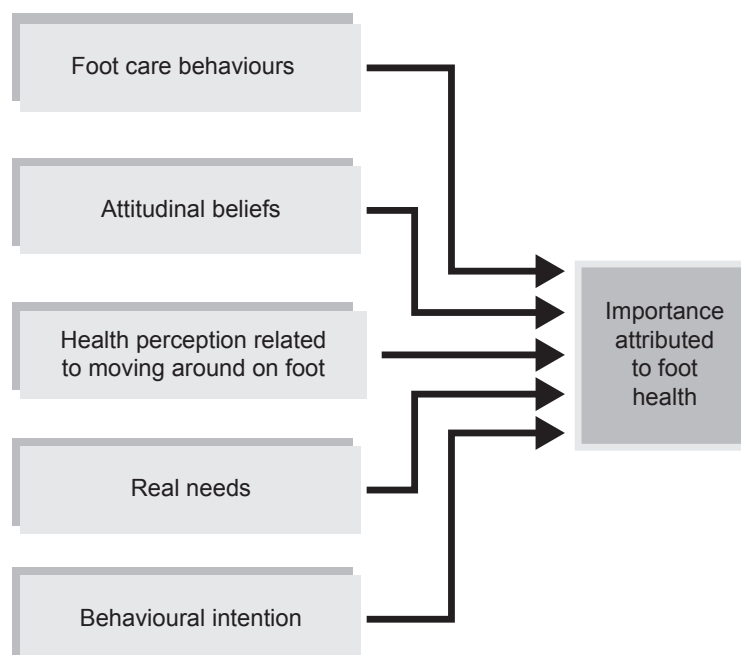 Foot care behaviours
Attitudinal beliefs
Health perception related
to moving around on foot
Real needs
Behavioural intention
Importance
attributed
to foot
health